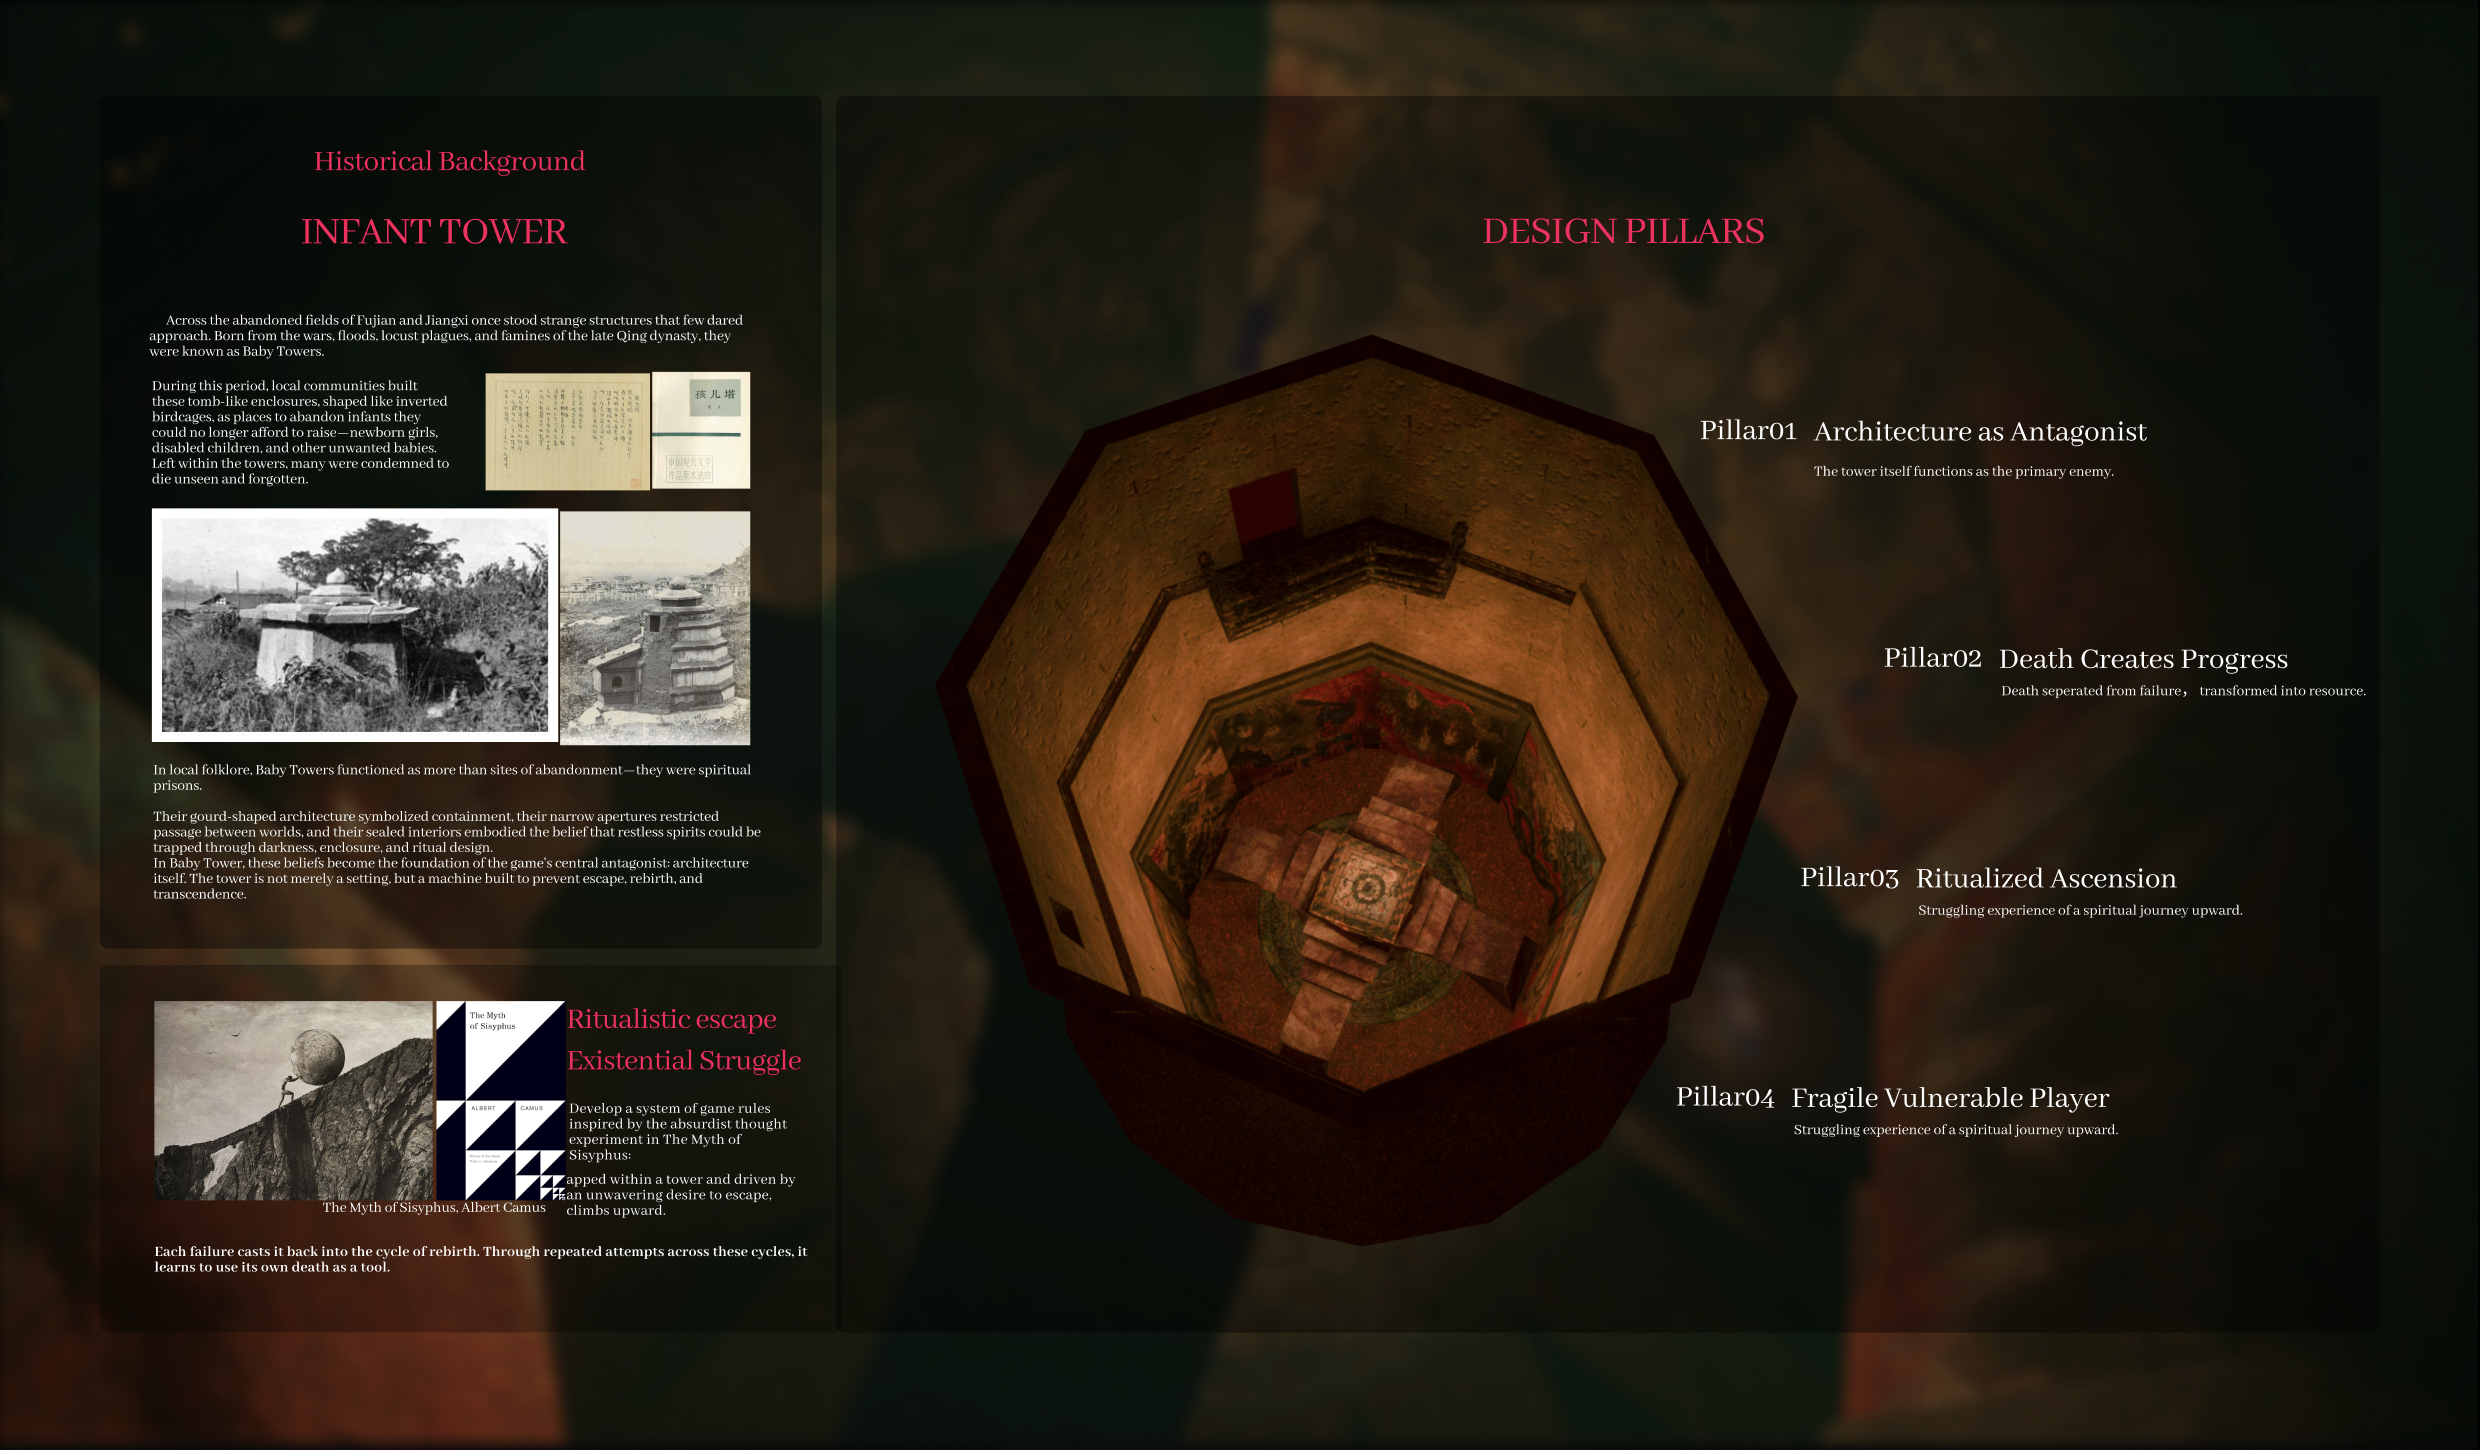 Historical Background
INFANT TOWER
Across the abandoned fields of Fujian and Jiangxi once stood strange structures that few dared
approach. Born from the wars, floods, locust plagues, and famines of the late Qing dynasty, they
were known as Baby Towers.
During this period, local communities built
these tomb-like enclosures, shaped like inverted
birdcages, as places to abandon infants they
could no longer afford to raise—newborn girls,
disabled children, and other unwanted babies.
Left within the towers, many were condemned to
die unseen and forgotten.
孩儿塔
中国现代文学
作品原本选印
In local folklore, Baby Towers functioned as more than sites of abandonment—they were spiritual
prisons.
Their gourd-shaped architecture symbolized containment, their narrow apertures restricted
passage between worlds, and their sealed interiors embodied the belief that restless spirits could be
trapped through darkness, enclosure, and ritual design.
In Baby Tower, these beliefs become the foundation of the game's central antagonist: architecture
itself. The tower is not merely a setting, but a machine built to prevent escape, rebirth, and
transcendence.
The Myth
of Sisyphus
ALBERT CAMUS
The Myth of Sisyphus, Albert Camus
Ritualistic escape
Existential Struggle
Develop a system of game rules
inspired by the absurdist thought
experiment in The Myth of
Sisyphus:
apped within a tower and driven by
an unwavering desire to escape,
climbs upward.
Each failure casts it back into the cycle of rebirth. Through repeated attempts across these cycles, it
learns to use its own death as a tool.
DESIGN PILLARS
Pillar01 Architecture as Antagonist
The tower itself functions as the primary enemy.
Pillar02 Death Creates Progress
Death seperated from failure， transformed into resource.
Pillar03 Ritualized Ascension
Struggling experience of a spiritual journey upward.
Pillar04 Fragile Vulnerable Player
Struggling experience of a spiritual journey upward.